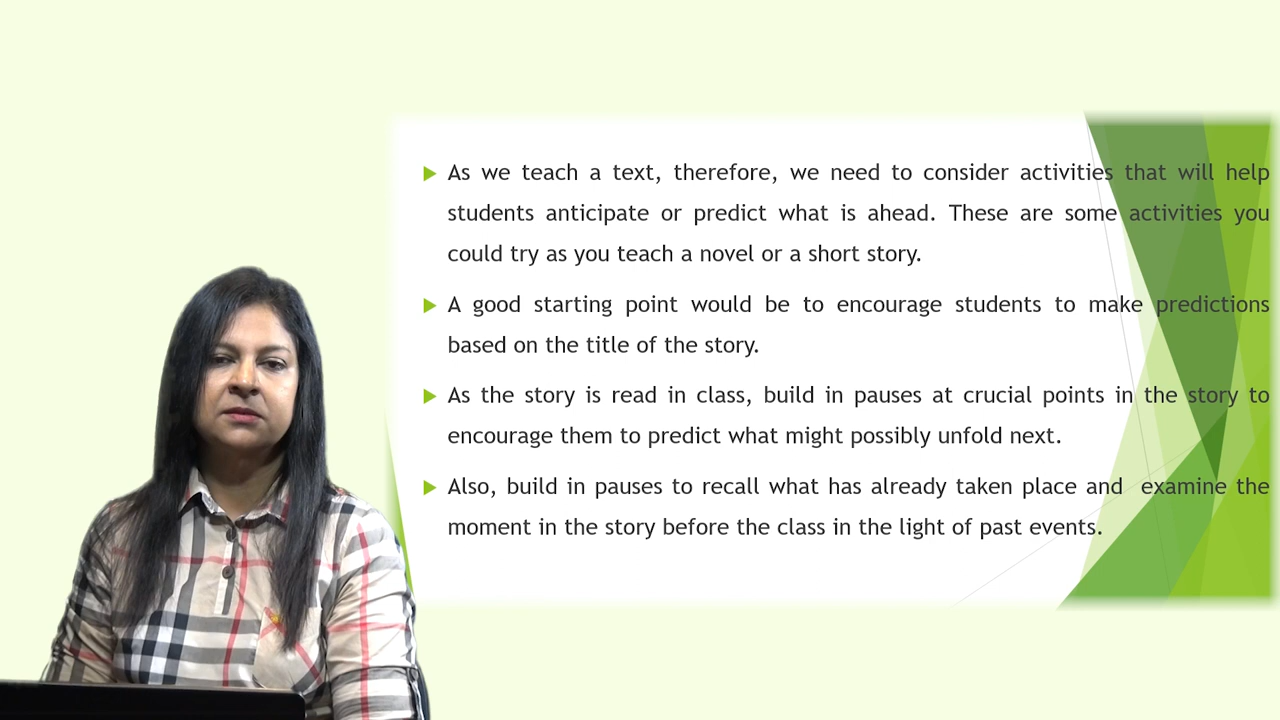 As we teach a text, therefore, we need to consider activities that will help
students anticipate or predict what is ahead. These are some activities you
could try as you teach a novel or a short story.
A good starting point would be to encourage students to make predictions
based on the title of the story.
As the story is read in class, build in pauses at crucial points in the story to
encourage them to predict what might possibly unfold next.
Also, build in pauses to recall what has already taken place and examine the
moment in the story before the class in the light of past events.